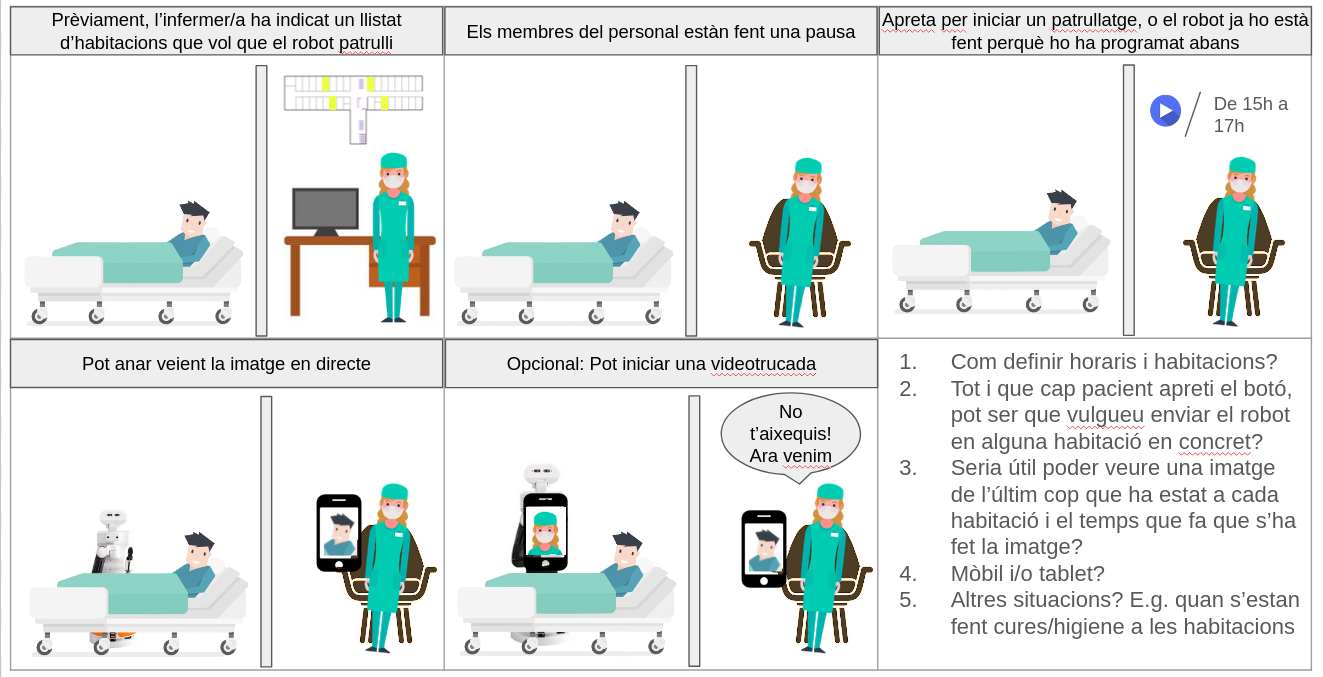 Prèviament, l’infermer/a ha indicat un llistat
d’habitacions que vol que el robot patrulli
Els membres del personal estàn fent una pausa
Apreta per iniciar un patrullatge, o el robot ja ho està
fent perquè ho ha programat abans
De 15h a
17h
Pot anar veient la imatge en directe
Opcional: Pot iniciar una videotrucada
No
t’aixequis!
Ara venim
1. Com definir horaris i habitacions?
2. Tot i que cap pacient apreti el botó,
pot ser que vulgueu enviar el robot
en alguna habitació en concret?
3. Seria útil poder veure una imatge
de l’últim cop que ha estat a cada
habitació i el temps que fa que s’ha
fet la imatge?
4. Mòbil i/o tablet?
5. Altres situacions? E.g. quan s’estan
fent cures/higiene a les habitacions